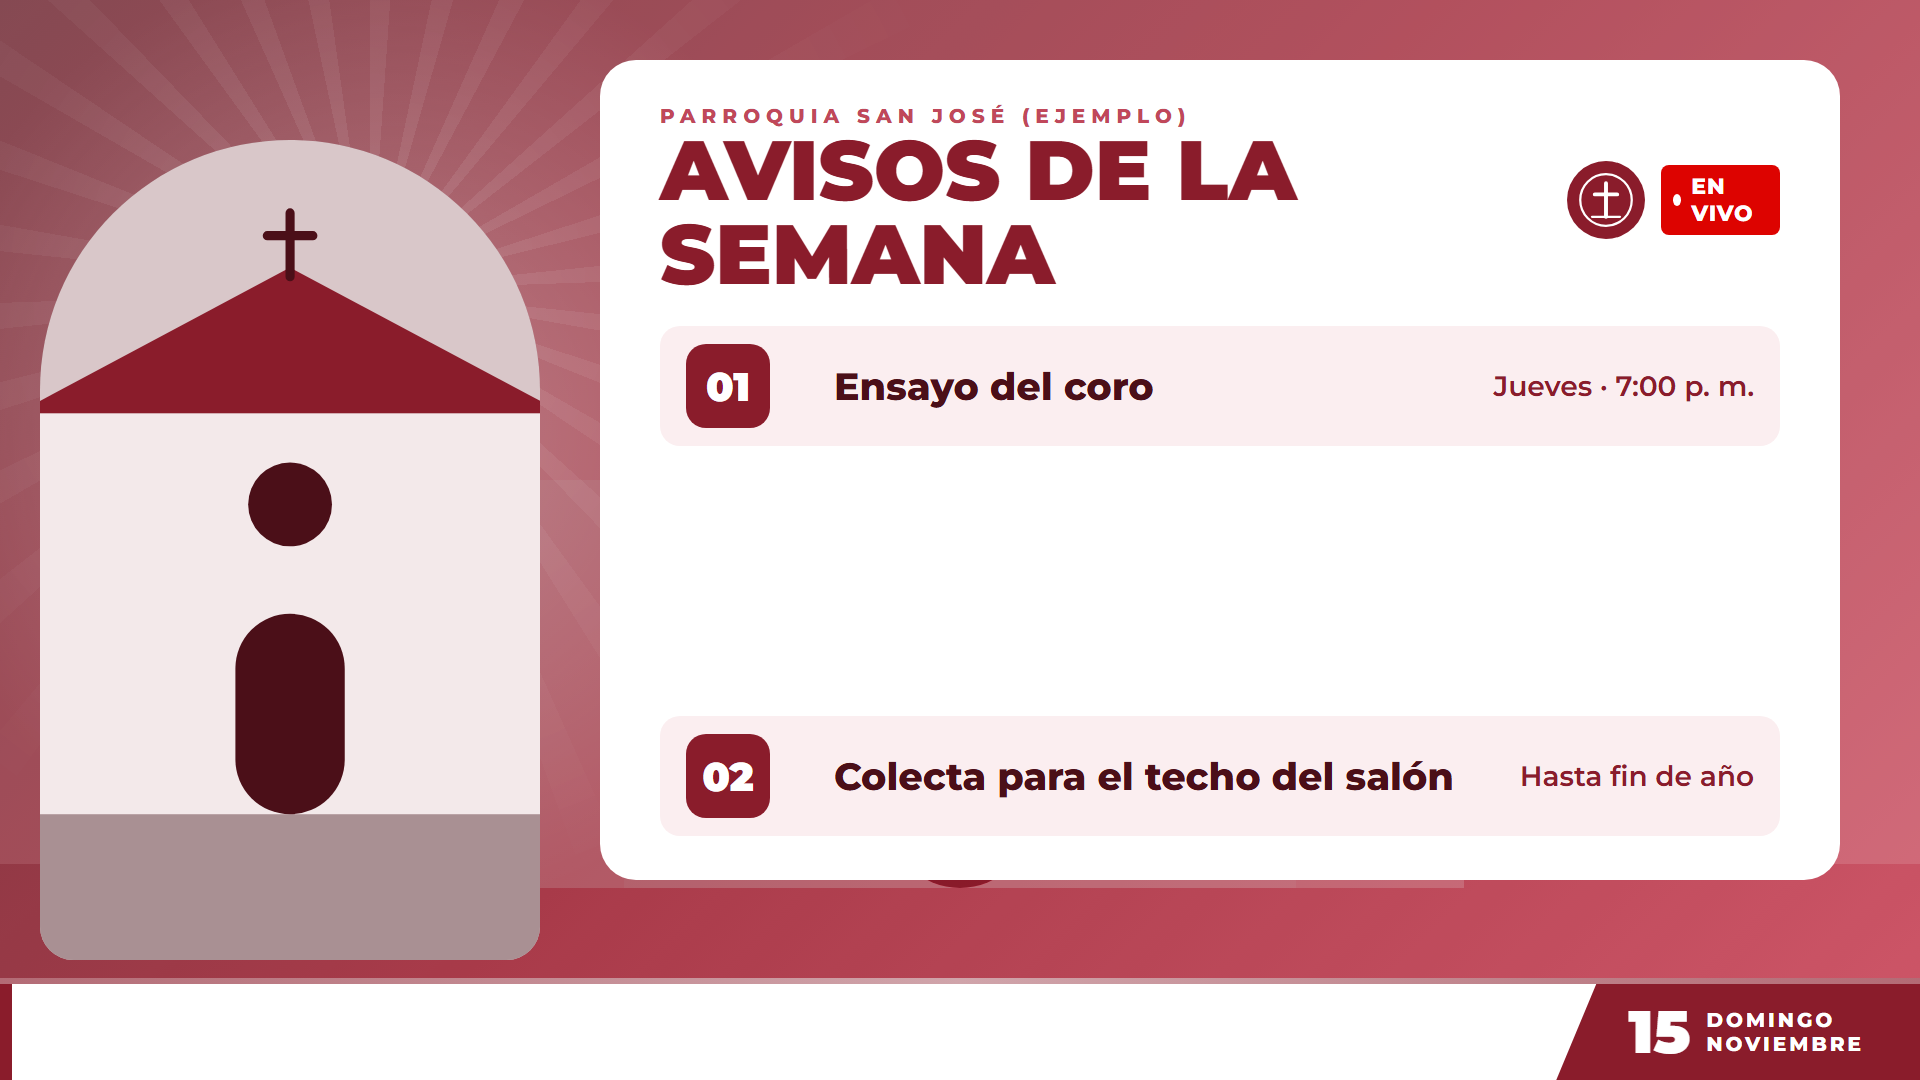 PARROQUIA SAN JOSÉ (EJEMPLO)
AVISOS DE LA
SEMANA
EN
VIVO
01 Ensayo del coro Jueves · 7:00 p. m.
02 Colecta para el techo del salón Hasta fin de año
15 DOMINGO
NOVIEMBRE